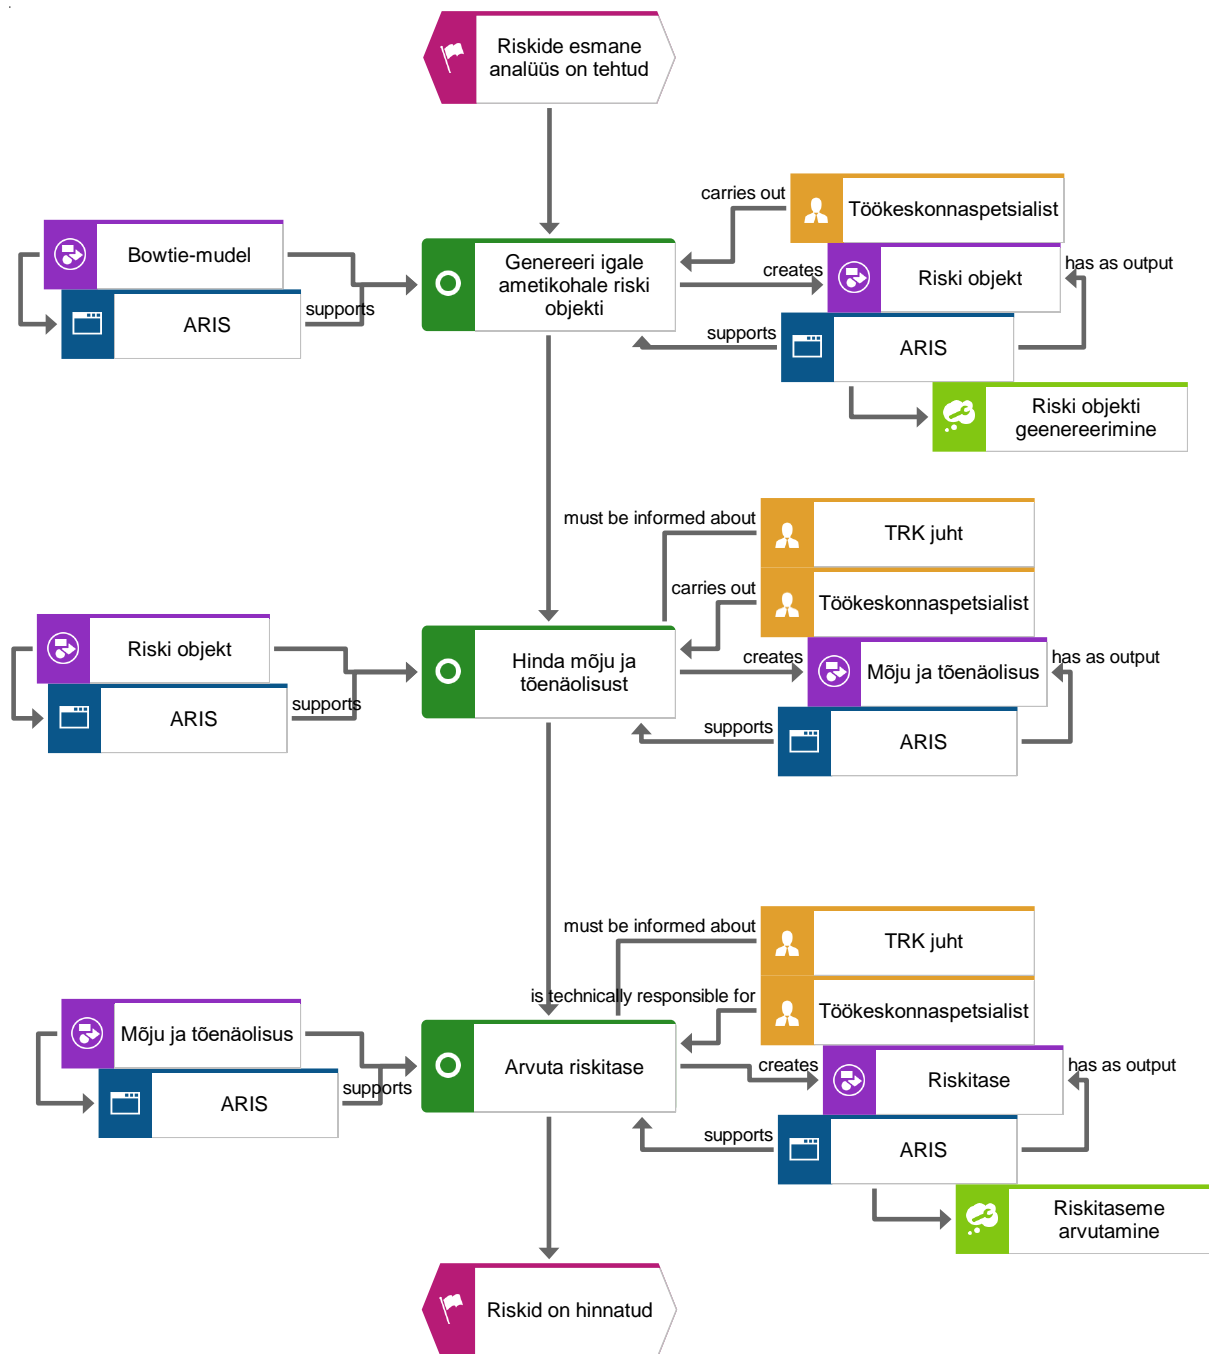 Riskide esmane
analüüs on tehtud
carries out
Töökeskonnaspetsialist
Bowtie-mudel
Genereeri igale
ametikohale riski
objekti
creates
Riski objekt
has as output
ARIS
supports
supports
ARIS
Riski objekti
geenereerimine
must be informed about
TRK juht
carries out
Töökeskonnaspetsialist
Riski objekt
Hinda mõju ja
tõenäolisust
creates
Mõju ja tõenäolisus
has as output
ARIS
supports
supports
ARIS
must be informed about
TRK juht
is technically responsible for
Töökeskonnaspetsialist
Mõju ja tõenäolisus
Arvuta riskitase
creates
Riskitase
has as output
ARIS
supports
supports
ARIS
Riskitaseme
arvutamine
Riskid on hinnatud